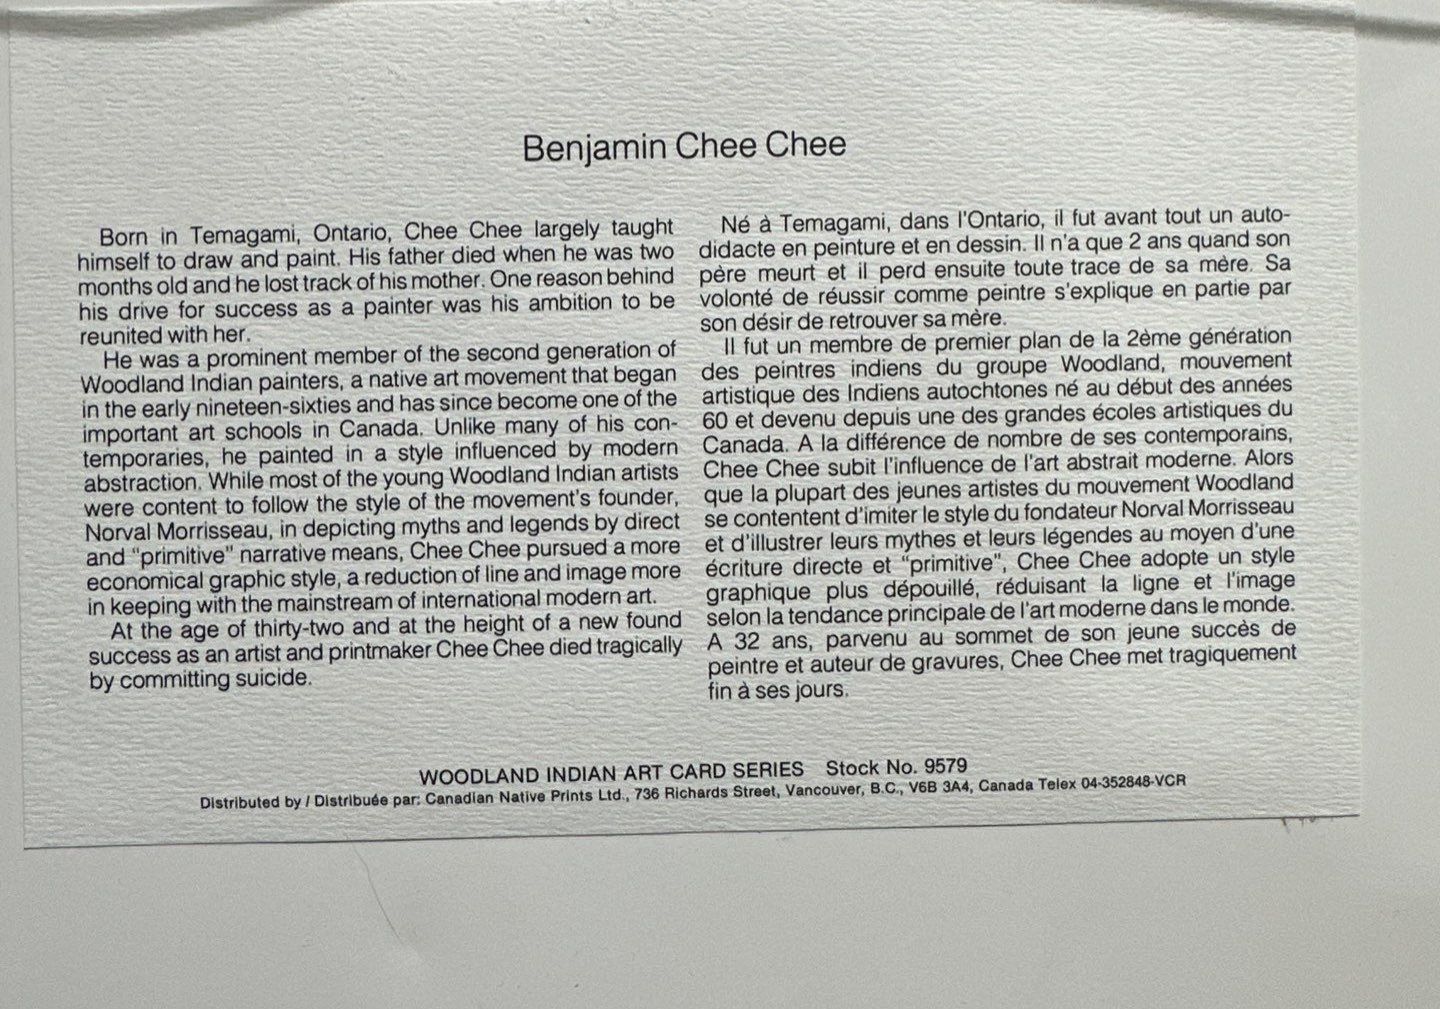 Benjamin Chee Chee
Born in Temagami, Ontario, Chee Chee largely taught
himself to draw and paint. His father died when he was two
months old and he lost track of his mother. One reason behind
his drive for success as a painter was his ambition to be
reunited with her.
He was a prominent member of the second generation of
Woodland Indian painters, a native art movement that began
in the early nineteen-sixties and has since become one of the
important art schools in Canada. Unlike many of his con-
temporaries, he painted in a style influenced by modern
abstraction. While most of the young Woodland Indian artists
were content to follow the style of the movement's founder,
Norval Morrisseau, in depicting myths and legends by direct
and "primitive" narrative means, Chee Chee pursued a more
economical graphic style, a reduction of line and image more
in keeping with the mainstream of international modern art.
At the age of thirty-two and at the height of a new found
success as an artist and printmaker Chee Chee died tragically
by committing suicide.
Né à Temagami, dans l'Ontario, il fut avant tout un auto-
didacte en peinture et en dessin. Il n'a que 2 ans quand son
père meurt et il perd ensuite toute trace de sa mère. Sa
volonté de réussir comme peintre s'explique en partie par
son désir de retrouver sa mère.
Il fut un membre de premier plan de la 2ème génération
des peintres indiens du groupe Woodland, mouvement
artistique des Indiens autochtones né au début des années
60 et devenu depuis une des grandes écoles artistiques du
Canada. A la différence de nombre de ses contemporains,
Chee Chee subit l'influence de l'art abstrait moderne. Alors
que la plupart des jeunes artistes du mouvement Woodland
se contentent d'imiter le style du fondateur Norval Morrisseau
et d'illustrer leurs mythes et leurs légendes au moyen d'une
écriture directe et "primitive", Chee Chee adopte un style
graphique plus dépouillé, réduisant la ligne et l'image
selon la tendance principale de l'art moderne dans le monde.
A 32 ans, parvenu au sommet de son jeune succès de
peintre et auteur de gravures, Chee Chee met tragiquement
fin à ses jours.
WOODLAND INDIAN ART CARD SERIES Stock No. 9579
Distributed by / Distribuée par: Canadian Native Prints Ltd., 736 Richards Street, Vancouver, B.C., V6B 3A4, Canada Telex 04-352848-VCR